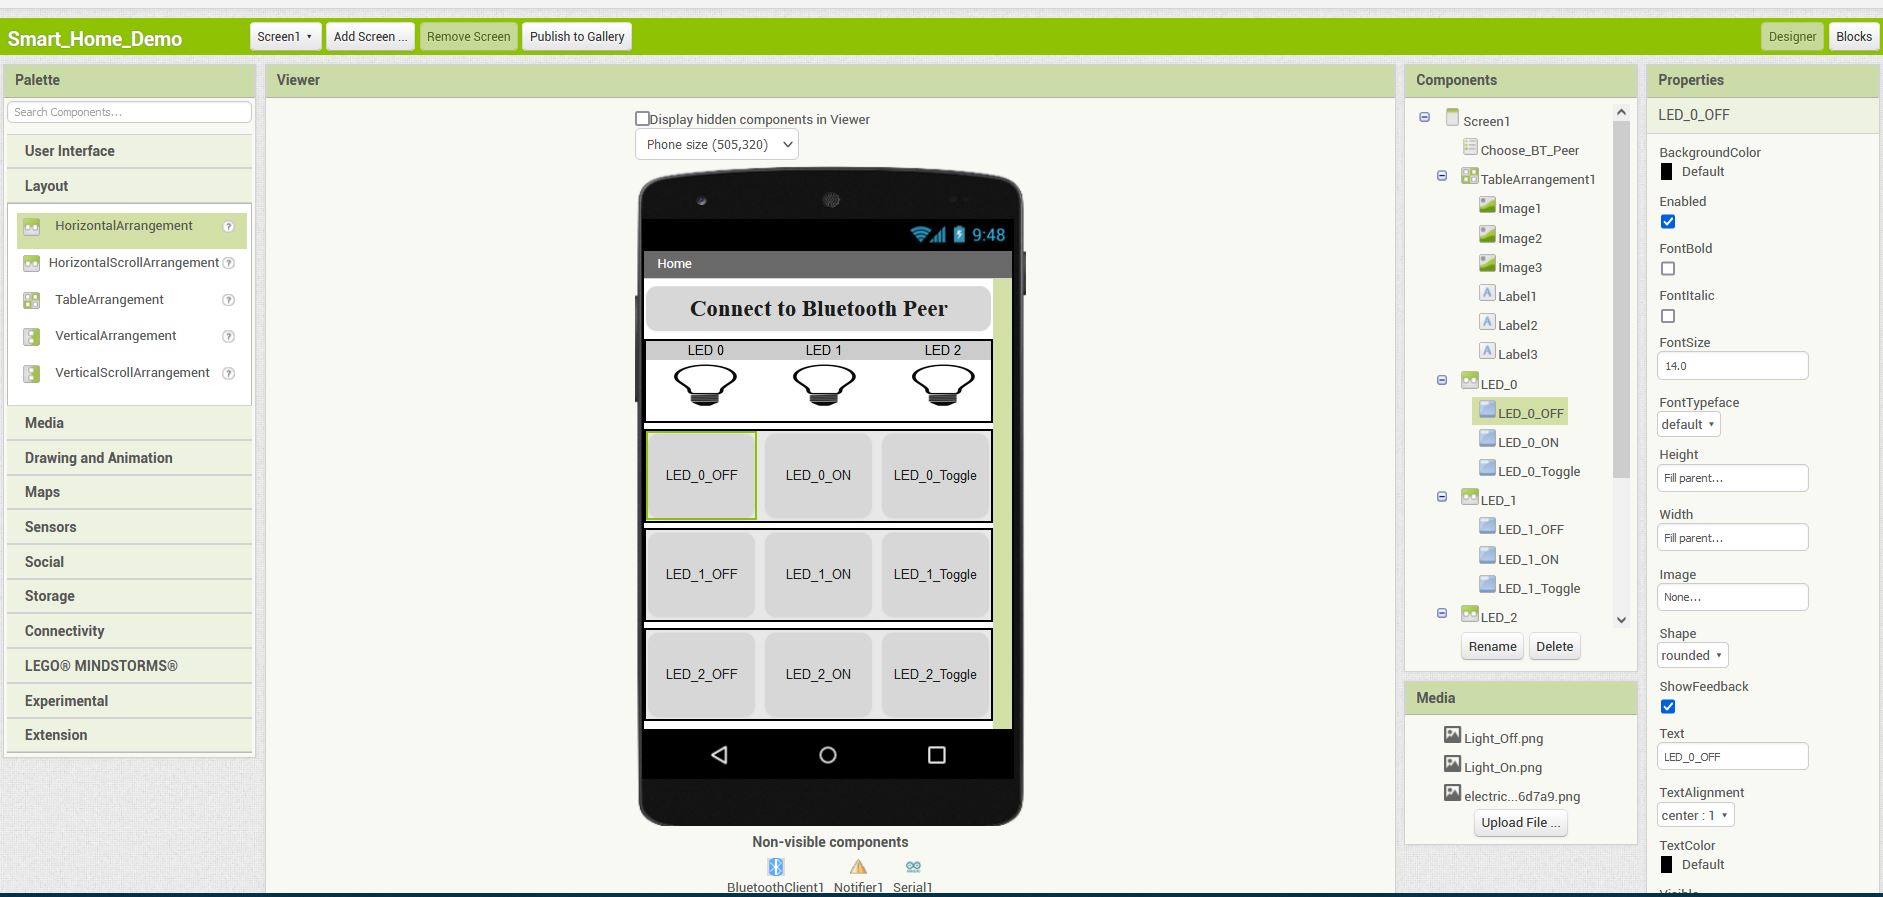 Smart_Home_Demo
Screen1
Add Screen ...
Remove Screen
Publish to Gallery
Designer
Blocks
Palette
Search Components...
User Interface
Layout
HorizontalArrangement
?
HorizontalScrollArrangement
?
TableArrangement
?
VerticalArrangement
?
VerticalScrollArrangement
?
Media
Drawing and Animation
Maps
Sensors
Social
Storage
Connectivity
LEGO® MINDSTORMS®
Experimental
Extension
Viewer
Display hidden components in Viewer
Phone size (505,320)
9:48
Home
Connect to Bluetooth Peer
LED 0 LED 1 LED 2
LED_0_OFF LED_0_ON LED_0_Toggle
LED_1_OFF LED_1_ON LED_1_Toggle
LED_2_OFF LED_2_ON LED_2_Toggle
Non-visible components
BluetoothClient1 Notifier1 Serial1
Components
Screen1
Choose_BT_Peer
TableArrangement1
Image1
Image2
Image3
A Label1
A Label2
A Label3
LED_0
LED_0_OFF
LED_0_ON
LED_0_Toggle
LED_1
LED_1_OFF
LED_1_ON
LED_1_Toggle
LED_2
Rename
Delete
Media
Light_Off.png
Light_On.png
electric...6d7a9.png
Upload File ...
Properties
LED_0_OFF
BackgroundColor
Default
Enabled
FontBold
FontItalic
FontSize
14.0
FontTypeface
default
Height
Fill parent...
Width
Fill parent...
Image
None...
Shape
rounded
ShowFeedback
Text
LED_0_OFF
TextAlignment
center : 1
TextColor
Default
Visible